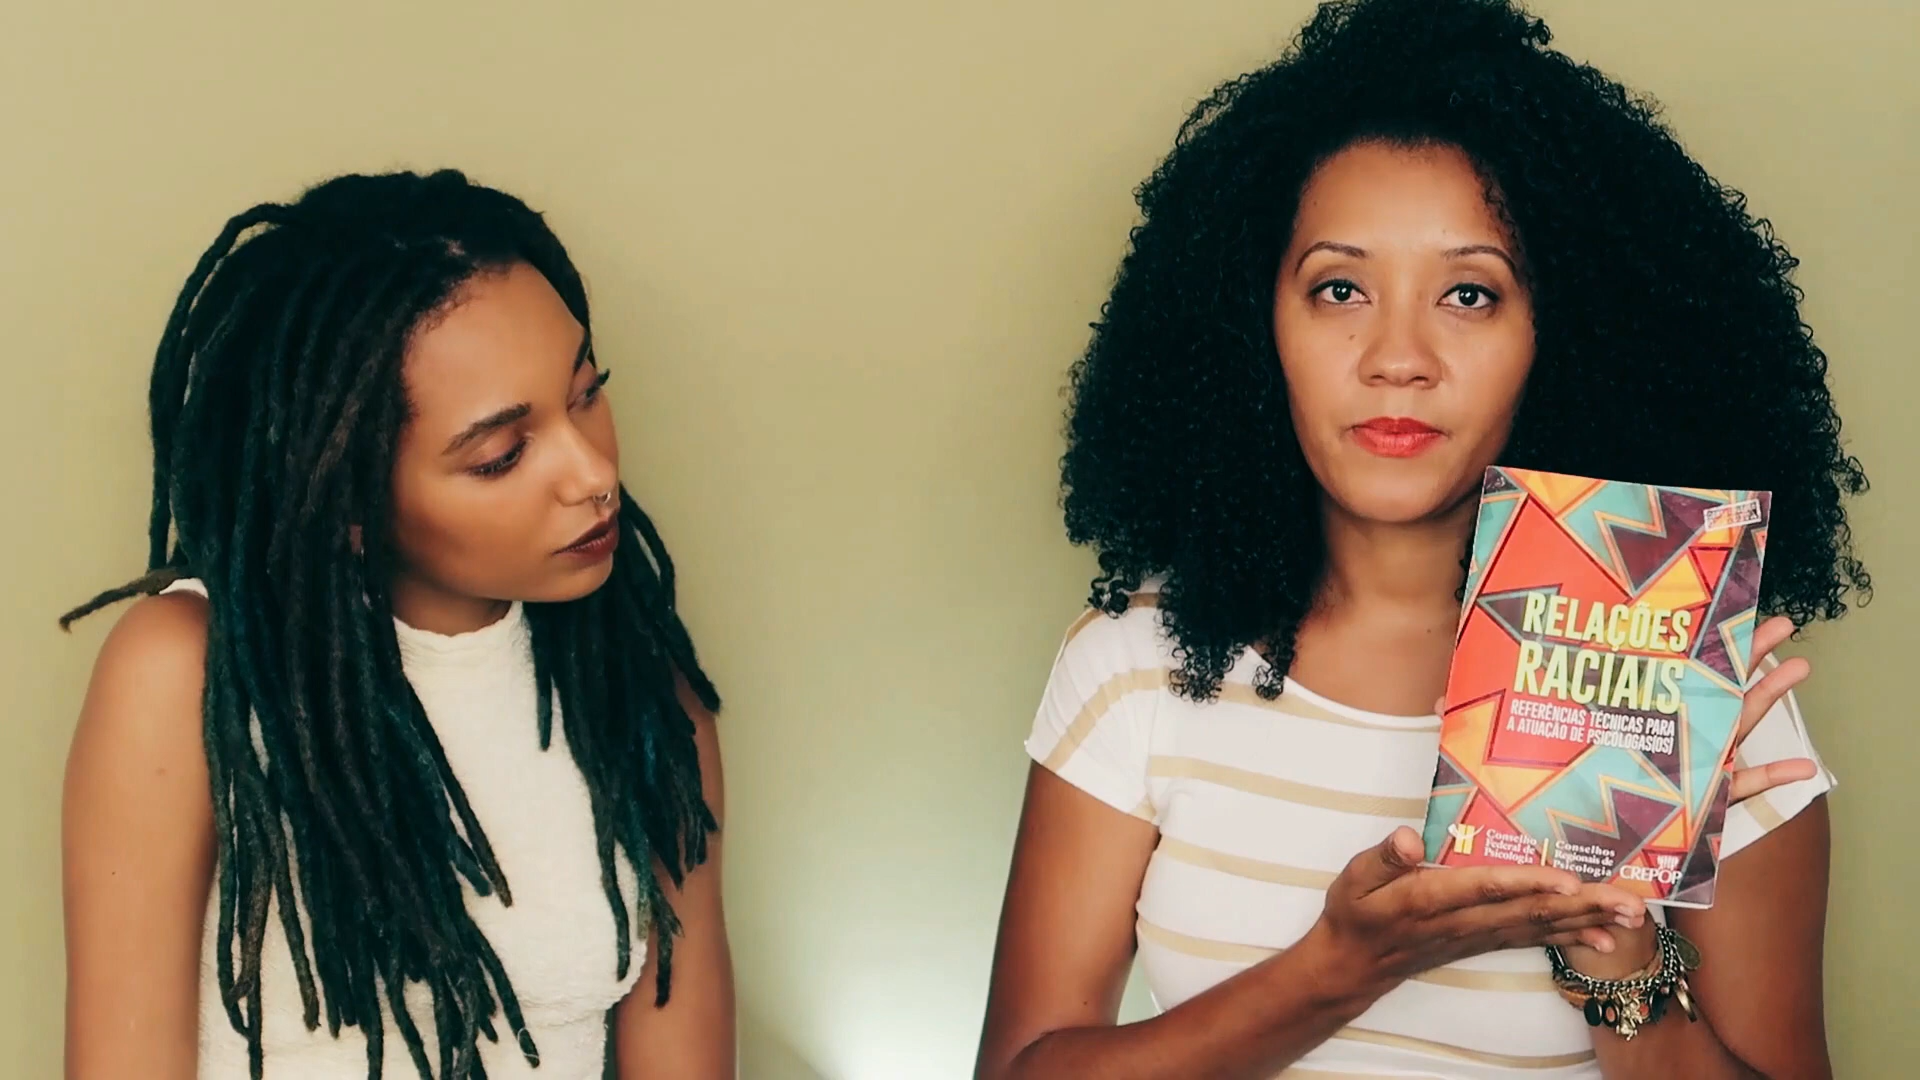 RELAÇÕES
RACIAIS
REFERÊNCIAS TÉCNICAS PARA
A ATUAÇÃO DE PSICÓLOGAS(OS)
Conselho
Federal de
Psicologia
Conselhos
Regionais de
Psicologia
CREPOP